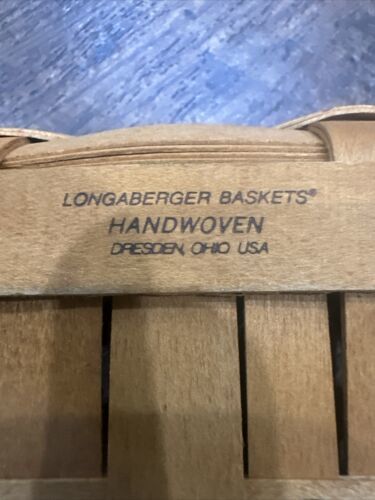 LONGABERGER BASKETS®
HANDWOVEN
DRESDEN, OHIO USA